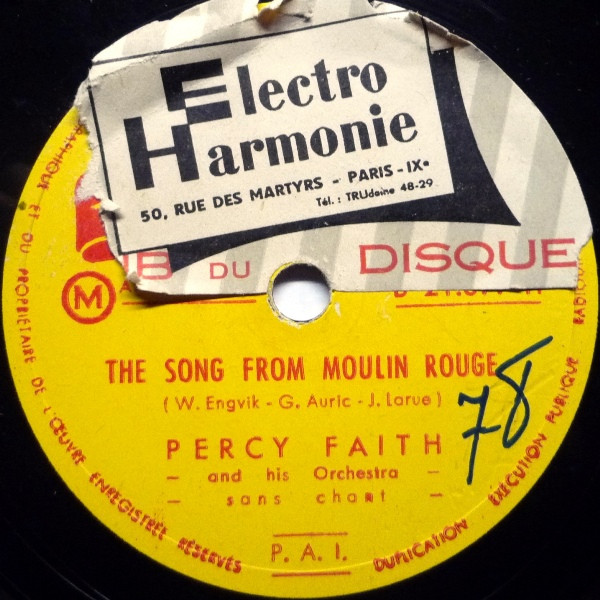 Electro
Harmonie
50, RUE DES MARTYRS - PARIS-IXe
Tél. : TRUdaine 48-29
DU DISQUE
M
THE SONG FROM MOULIN ROUGE
( W. Engvik - G. Auric - J. Larue )
78
PERCY FAITH
- and his Orchestra -
- sans chant -
P. A. I.
ET DU PROPRIÉTAIRE DE L'ŒUVRE ENREGISTRÉE RÉSERVÉS
DUPLICATION EXÉCUTION PUBLIQUE